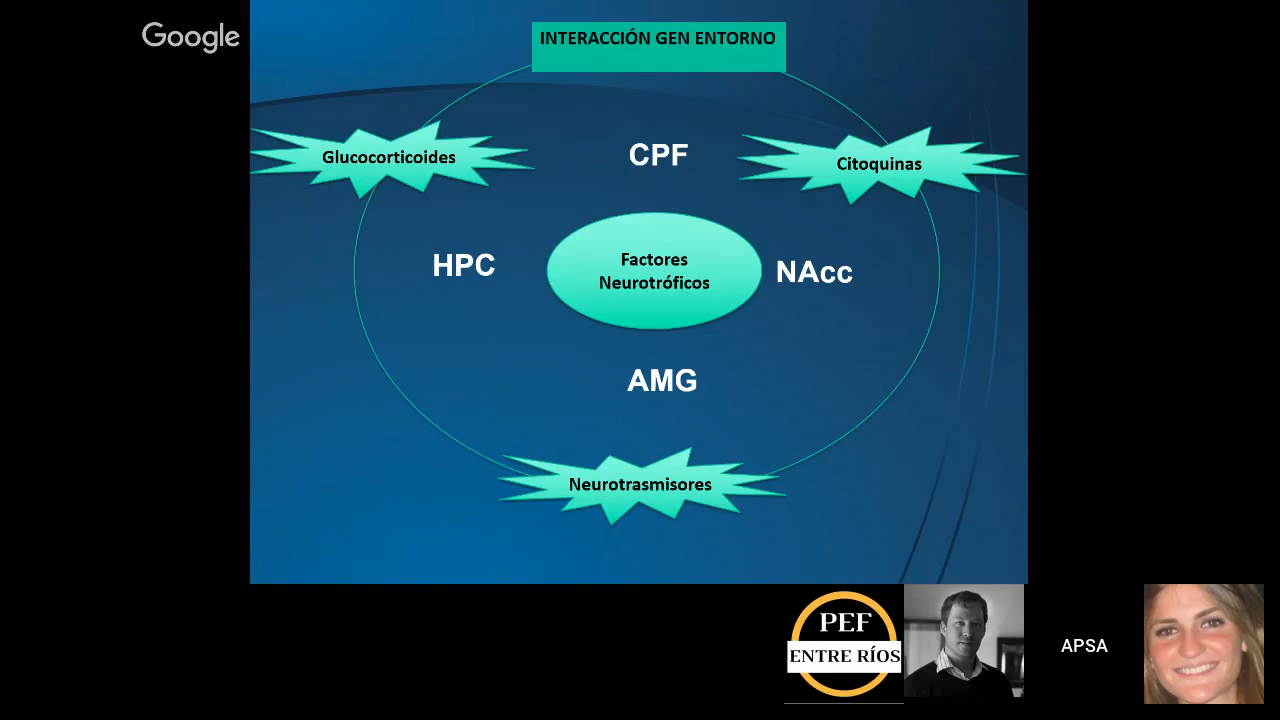 Google
INTERACCIÓN GEN ENTORNO
Glucocorticoides
CPF
Citoquinas
HPC
Factores
Neurotróficos
NAcc
AMG
Neurotrasmisores
PEF
ENTRE RÍOS
APSA